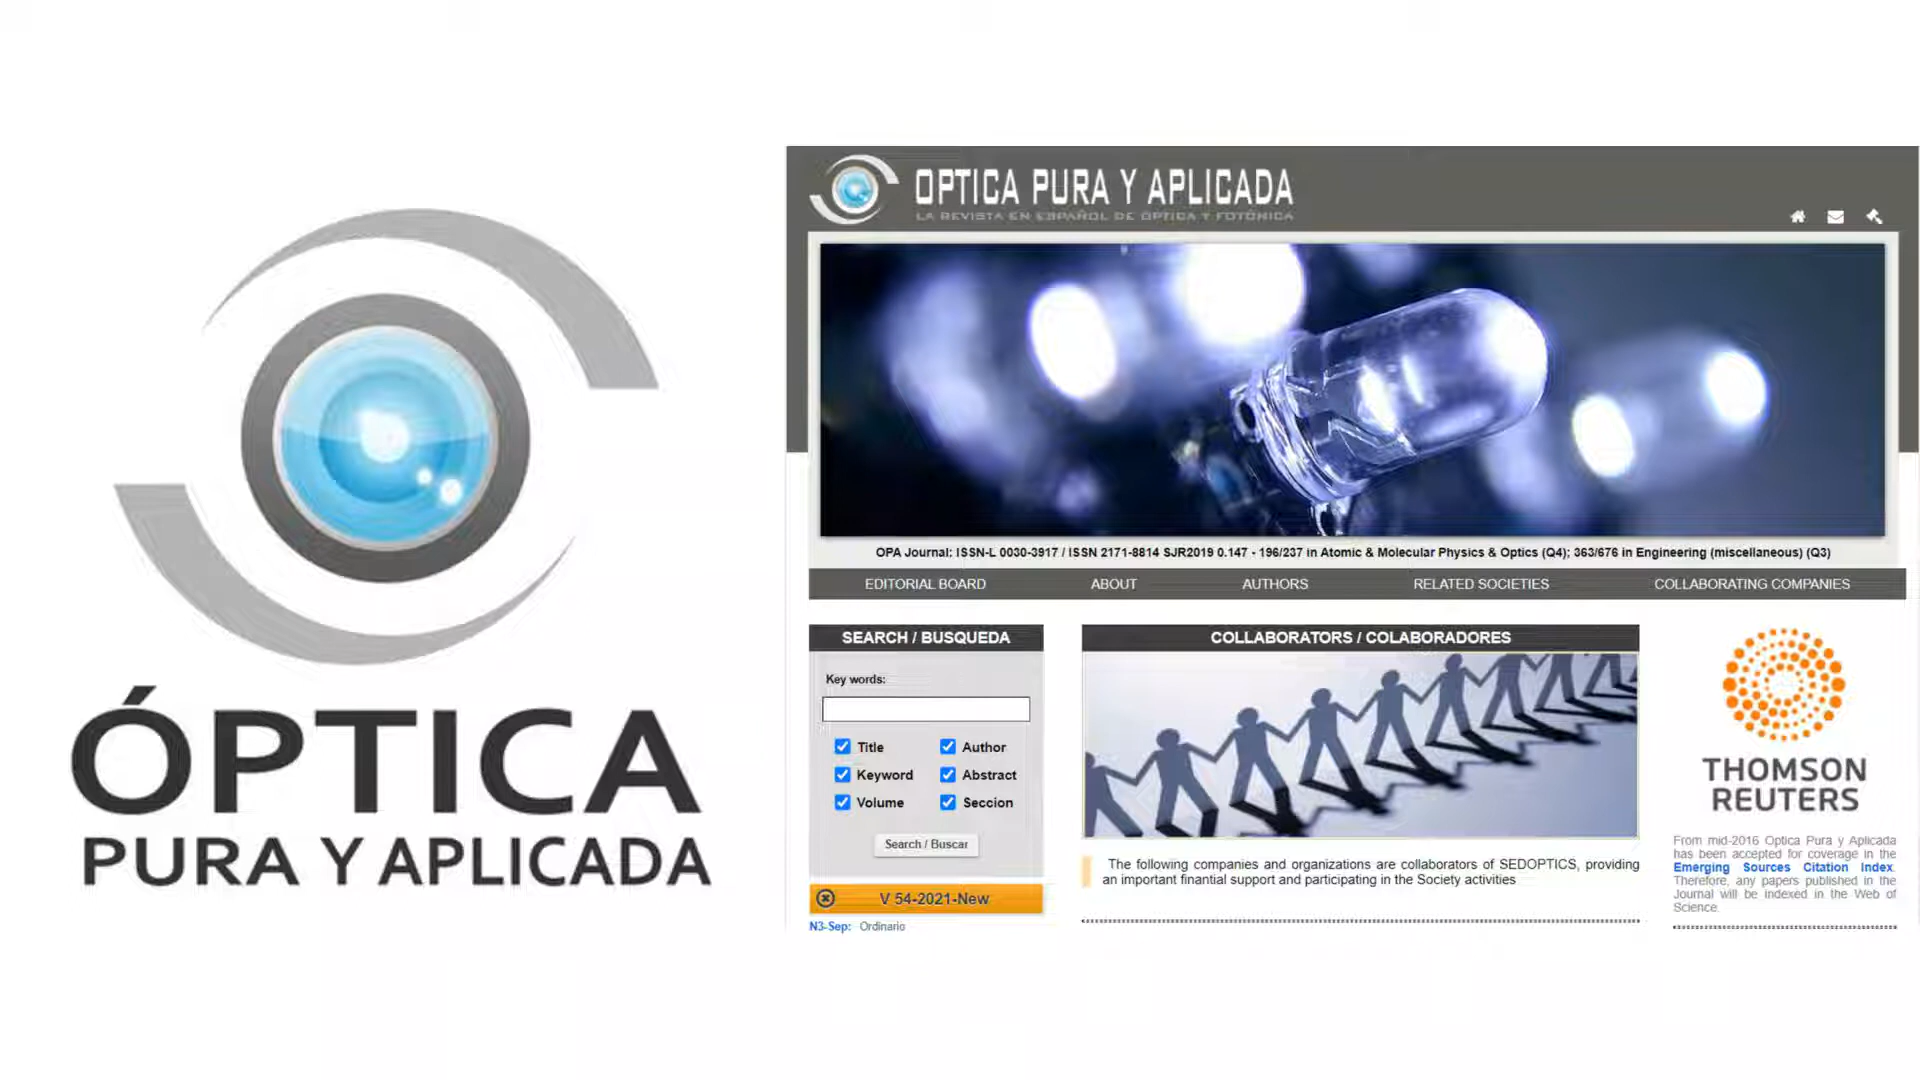 ÓPTICA
PURA Y APLICADA
OPTICA PURA Y APLICADA
LA REVISTA EN ESPAÑOL DE ÓPTICA Y FOTÓNICA
OPA Journal: ISSN-L 0030-3917 / ISSN 2171-8814 SJR2019 0.147 - 196/237 in Atomic & Molecular Physics & Optics (Q4); 363/676 in Engineering (miscellaneous) (Q3)
EDITORIAL BOARD ABOUT AUTHORS RELATED SOCIETIES COLLABORATING COMPANIES
SEARCH / BUSQUEDA
Key words:
Title Author
Keyword Abstract
Volume Seccion
Search / Buscar
V 54-2021-New
N3-Sep: Ordinario
COLLABORATORS / COLABORADORES
The following companies and organizations are collaborators of SEDOPTICS, providing
an important finantial support and participating in the Society activities
THOMSON
REUTERS
From mid-2016 Optica Pura y Aplicada
has been accepted for coverage in the
Emerging Sources Citation Index.
Therefore, any papers published in the
Journal will be indexed in the Web of
Science.